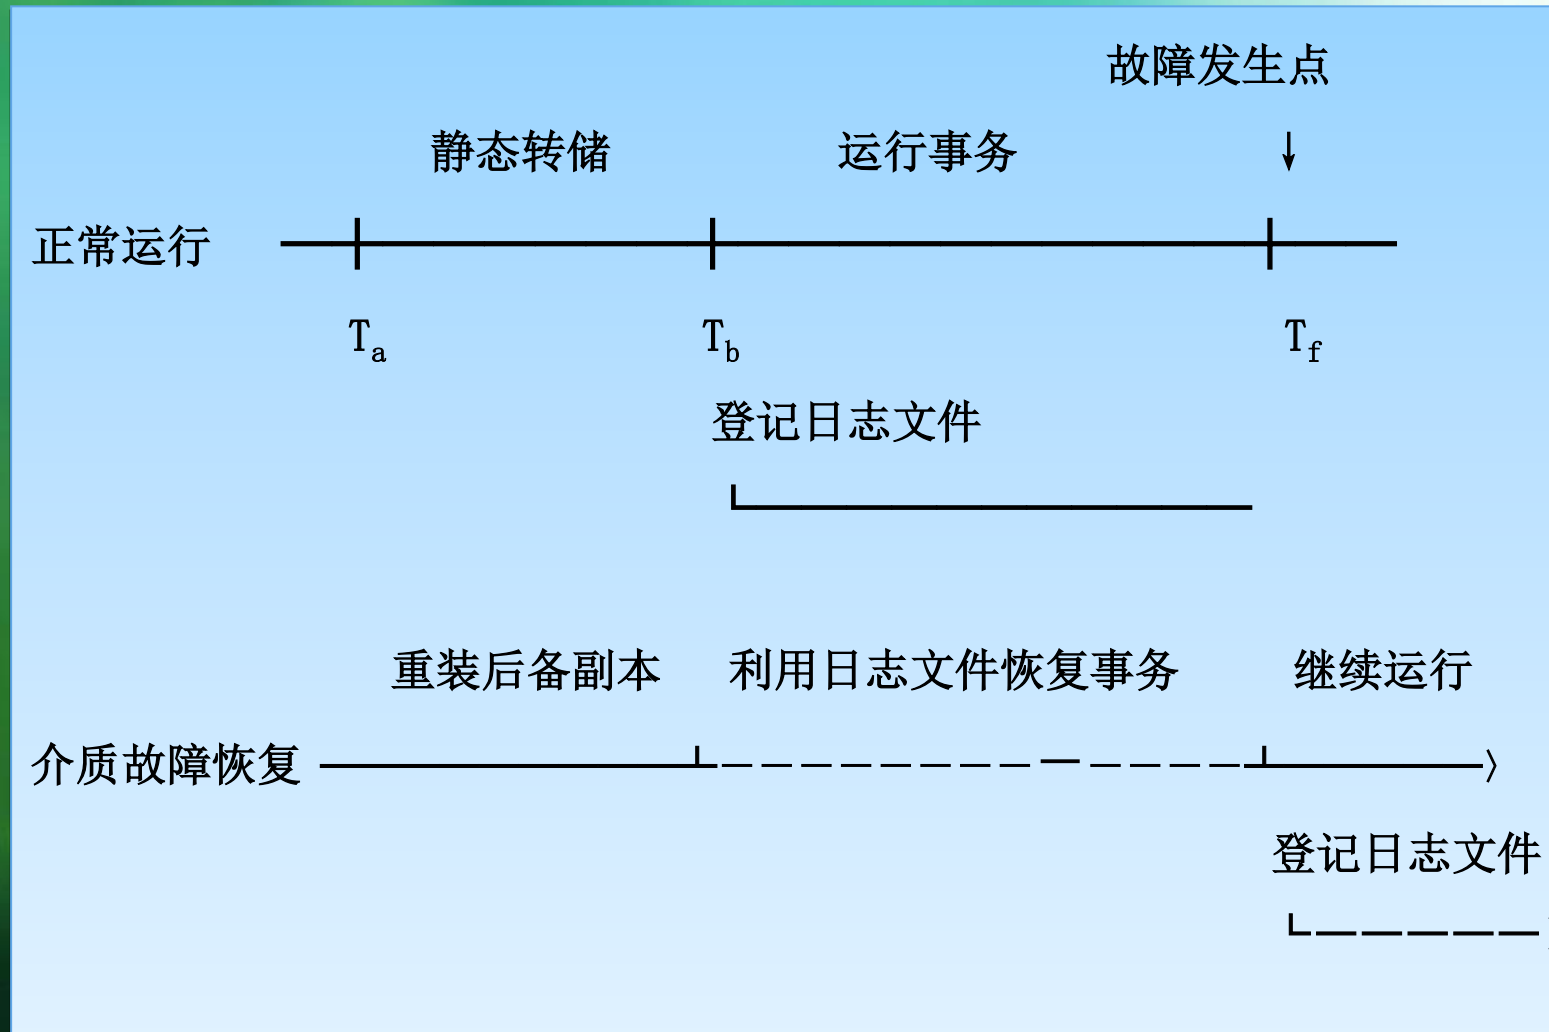 故障发生点
静态转储 运行事务 ↓
正常运行
Ta Tb Tf
登记日志文件
重装后备副本 利用日志文件恢复事务 继续运行
介质故障恢复
登记日志文件